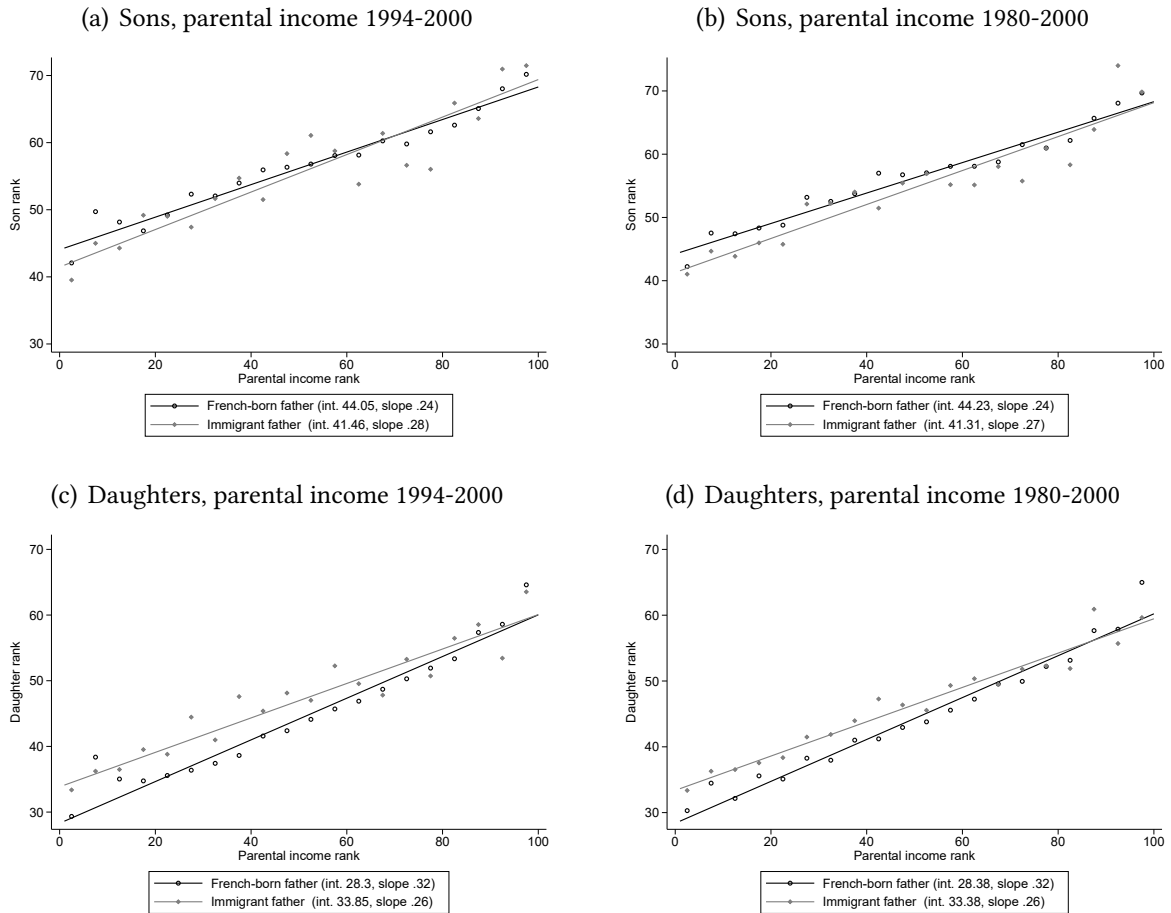 (a) Sons, parental income 1994-2000
70
60
50
40
30
Son rank
0 20 40 60 80 100
Parental income rank
French-born father (int. 44.05, slope .24)
Immigrant father (int. 41.46, slope .28)
(b) Sons, parental income 1980-2000
70
60
50
40
30
Son rank
0 20 40 60 80 100
Parental income rank
French-born father (int. 44.23, slope .24)
Immigrant father (int. 41.31, slope .27)
(c) Daughters, parental income 1994-2000
70
60
50
40
30
Daughter rank
0 20 40 60 80 100
Parental income rank
French-born father (int. 28.3, slope .32)
Immigrant father (int. 33.85, slope .26)
(d) Daughters, parental income 1980-2000
70
60
50
40
30
Daughter rank
0 20 40 60 80 100
Parental income rank
French-born father (int. 28.38, slope .32)
Immigrant father (int. 33.38, slope .26)